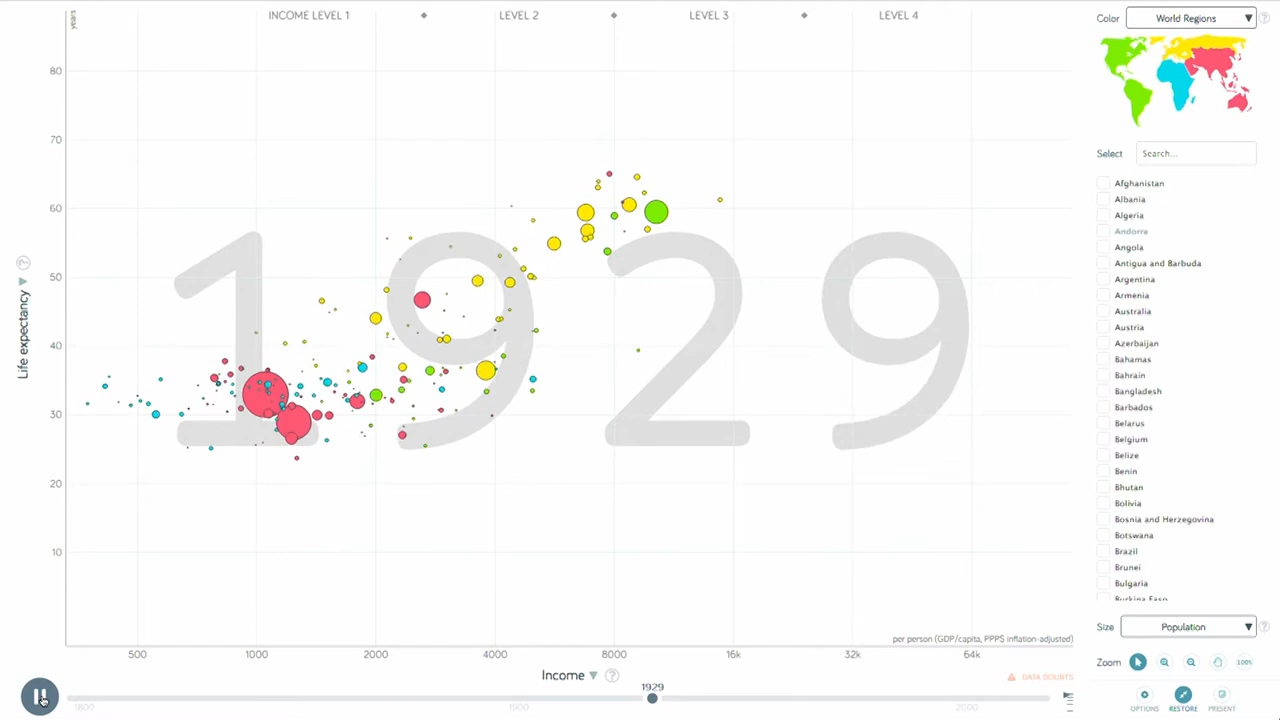 INCOME LEVEL 1 LEVEL 2 LEVEL 3 LEVEL 4
years
80
70
60
50
40
30
20
10
Life expectancy
?
1929
per person (GDP/capita, PPP$ inflation-adjusted)
500 1000 2000 4000 8000 16k 32k 64k
Income ?
DATA DOUBTS
1929
1800 1900 2000
Color World Regions ?
Select Search...
Afghanistan
Albania
Algeria
Andorra
Angola
Antigua and Barbuda
Argentina
Armenia
Australia
Austria
Azerbaijan
Bahamas
Bahrain
Bangladesh
Barbados
Belarus
Belgium
Belize
Benin
Bhutan
Bolivia
Bosnia and Herzegovina
Botswana
Brazil
Brunei
Bulgaria
Burkina Faso
Size Population ?
Zoom 100%
OPTIONS RESTORE PRESENT